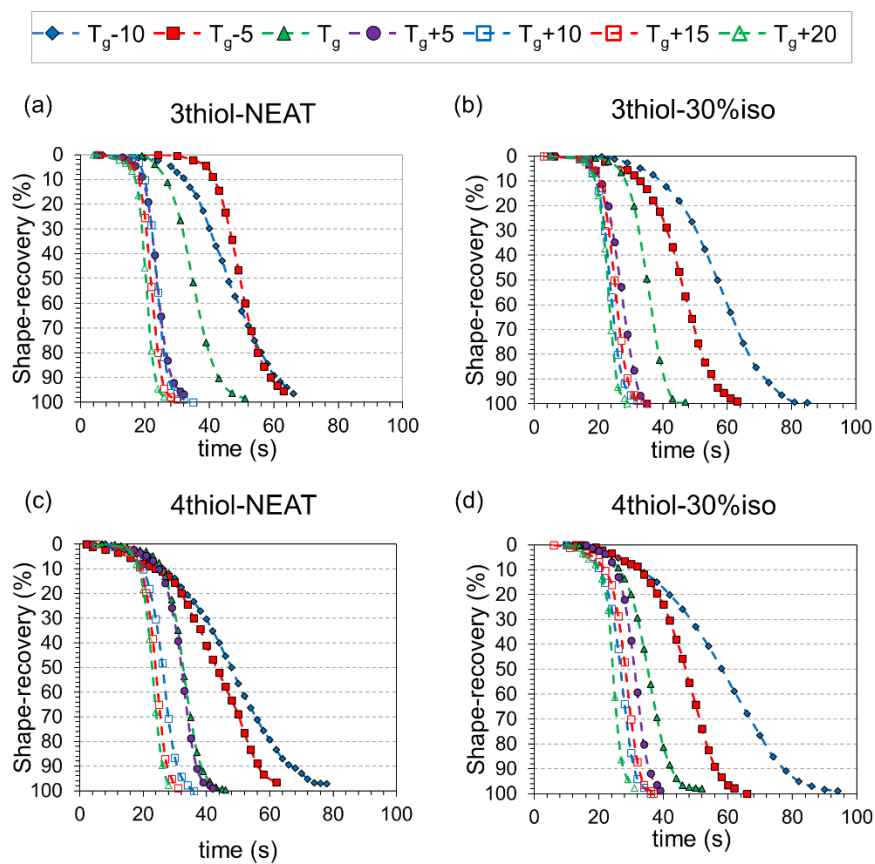 Tg-10 Tg-5 Tg Tg+5 Tg+10 Tg+15 Tg+20
(a) 3thiol-NEAT
Shape-recovery (%)
0
10
20
30
40
50
60
70
80
90
100
0 20 40 60 80 100
time (s)
(b) 3thiol-30%iso
Shape-recovery (%)
0
10
20
30
40
50
60
70
80
90
100
0 20 40 60 80 100
time (s)
(c) 4thiol-NEAT
Shape-recovery (%)
0
10
20
30
40
50
60
70
80
90
100
0 20 40 60 80 100
time (s)
(d) 4thiol-30%iso
Shape-recovery (%)
0
10
20
30
40
50
60
70
80
90
100
0 20 40 60 80 100
time (s)